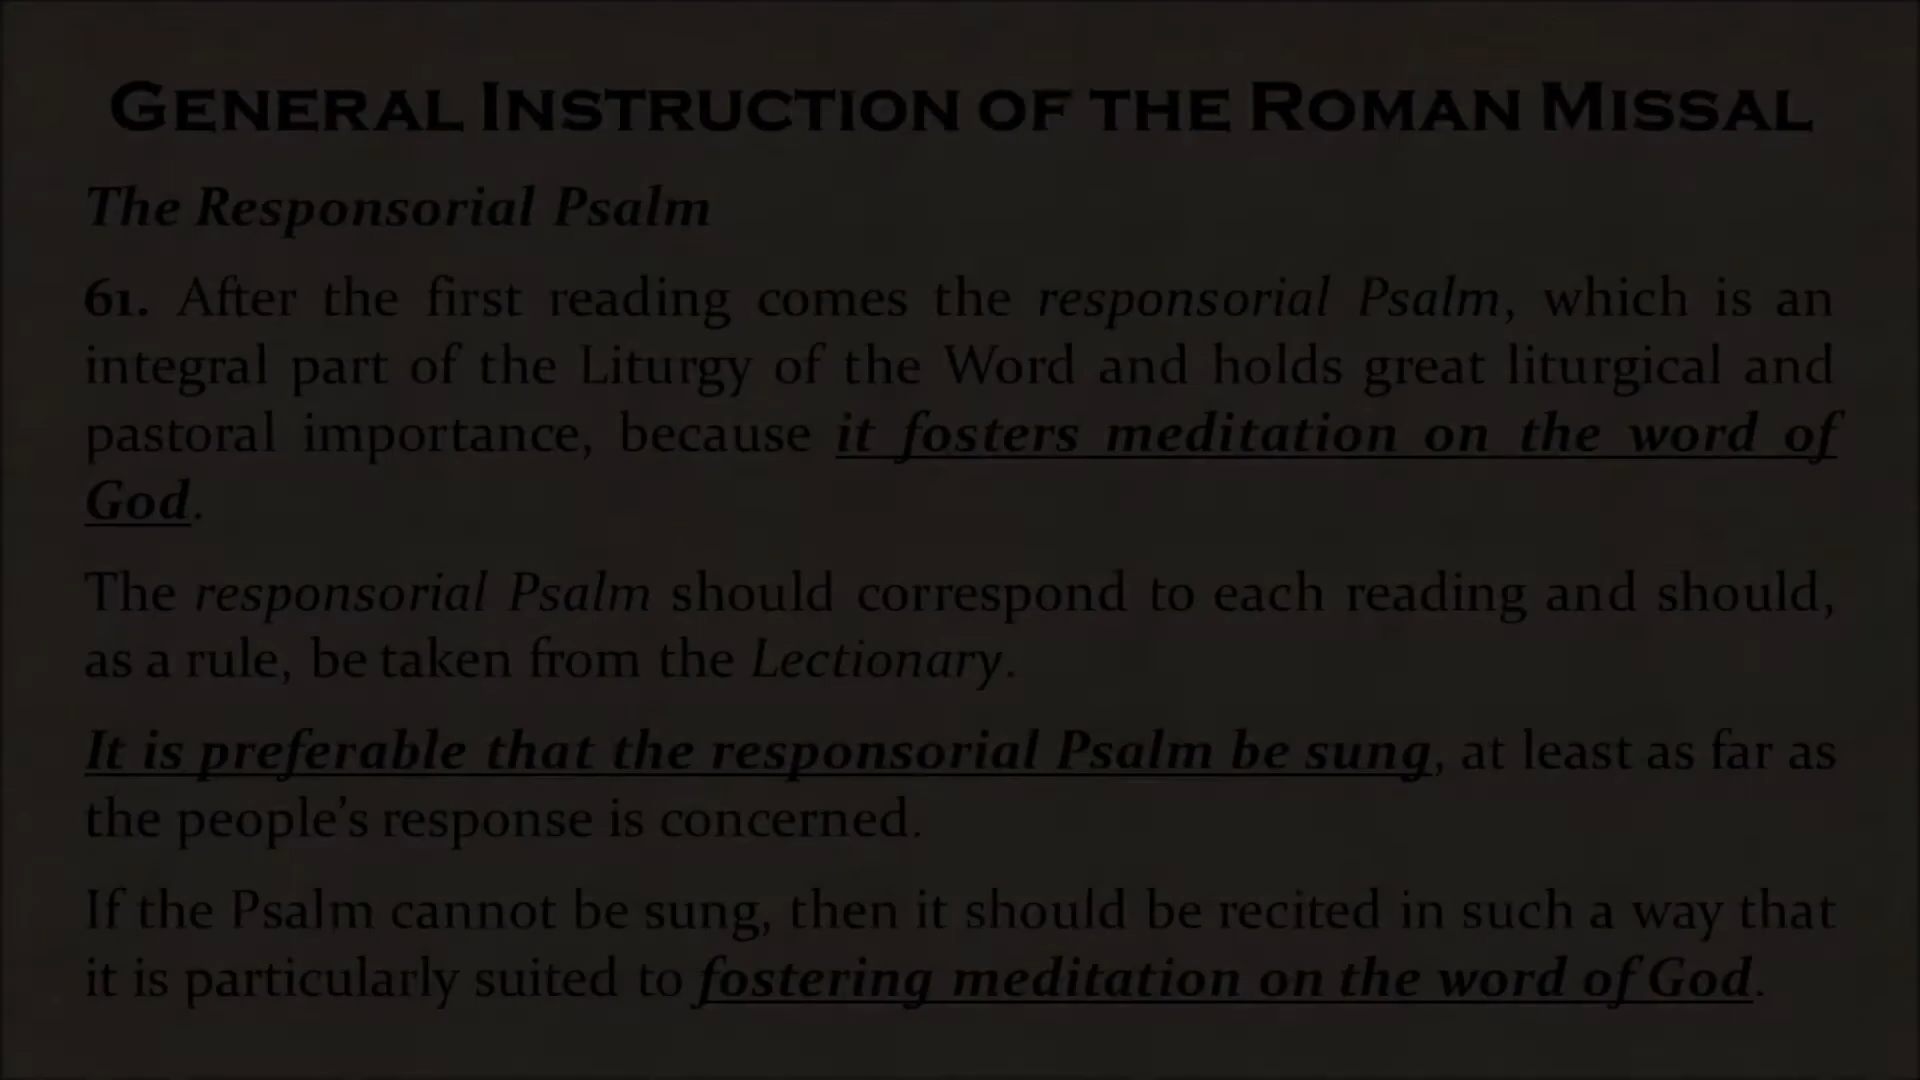 General Instruction of the Roman Missal
The Responsorial Psalm
61. After the first reading comes the responsorial Psalm, which is an
integral part of the Liturgy of the Word and holds great liturgical and
pastoral importance, because it fosters meditation on the word of
God.
The responsorial Psalm should correspond to each reading and should,
as a rule, be taken from the Lectionary.
It is preferable that the responsorial Psalm be sung, at least as far as
the people’s response is concerned.
If the Psalm cannot be sung, then it should be recited in such a way that
it is particularly suited to fostering meditation on the word of God.